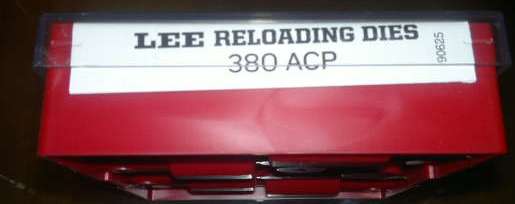 LEE RELOADING DIES
380 ACP
90625